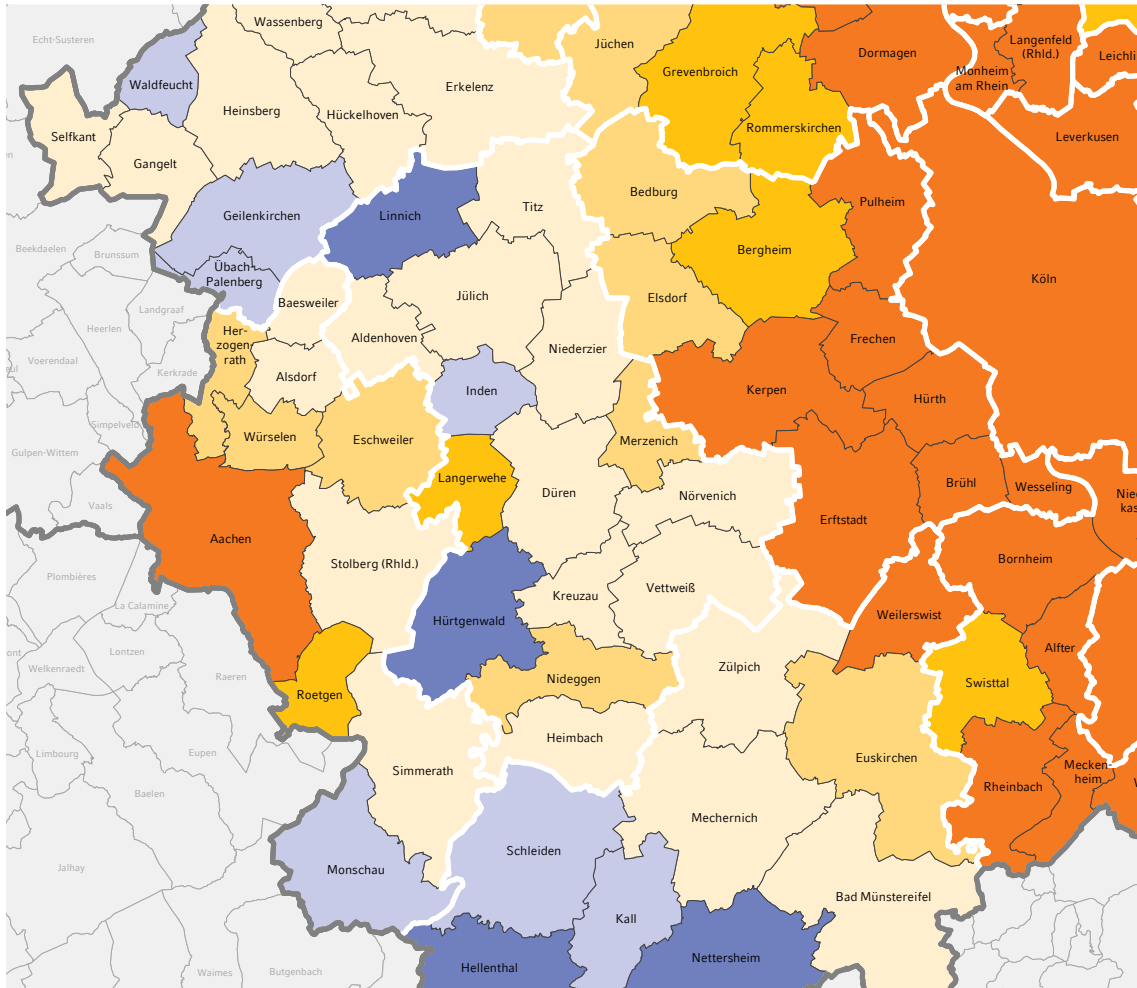 Echt-Susteren
Wassenberg
Jüchen
Dormagen
Langenfeld
(Rhld.)
Leichli
Waldfeucht
Grevenbroich
Monheim
am Rhein
Erkelenz
Heinsberg
Hückelhoven
Rommerskirchen
Leverkusen
Selfkant
Gangelt
Bedburg
Pulheim
Titz
Geilenkirchen
Linnich
Beekdaelen
Brunssum
Bergheim
Köln
Übach-
Palenberg
Baesweiler
Jülich
Elsdorf
Landgraaf
Heerlen
Her-
zogen-
rath
Aldenhoven
Frechen
Niederzier
Voerendaal
Kerkrade
Alsdorf
Inden
Kerpen
Hürth
Simpelveld
Würselen
Eschweiler
Merzenich
Gulpen-Wittem
Langerwehe
Düren
Nörvenich
Brühl
Wesseling
Nied
kas
Vaals
Aachen
Erftstadt
Stolberg (Rhld.)
Bornheim
Plombières
Vettweiß
Kreuzau
La Calamine
Hürtgenwald
Weilerswist
Lontzen
Alfter
ont
Welkenraedt
Raeren
Zülpich
Nideggen
Swisttal
Roetgen
Heimbach
Limbourg
Eupen
Euskirchen
Mecken-
heim
Simmerath
Rheinbach
Baelen
Mechernich
Schleiden
Jalhay
Monschau
Bad Münstereifel
Kall
Nettersheim
Hellenthal
Waimes
Butgenbach